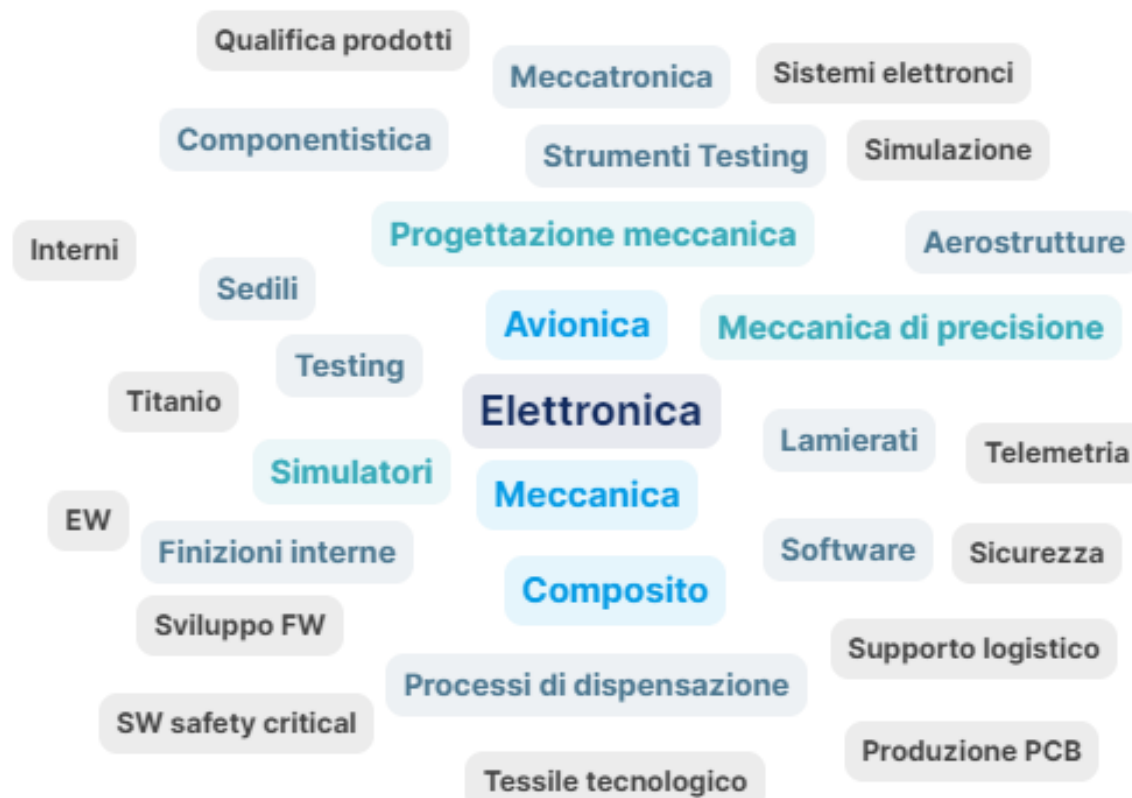 Qualifica prodotti
Meccatronica
Sistemi elettronci
Componentistica
Strumenti Testing
Simulazione
Interni
Progettazione meccanica
Aerostrutture
Sedili
Avionica
Meccanica di precisione
Testing
Titanio
Elettronica
Lamierati
Telemetria
Simulatori
Meccanica
EW
Finizioni interne
Software
Sicurezza
Composito
Sviluppo FW
Supporto logistico
Processi di dispensazione
SW safety critical
Produzione PCB
Tessile tecnologico